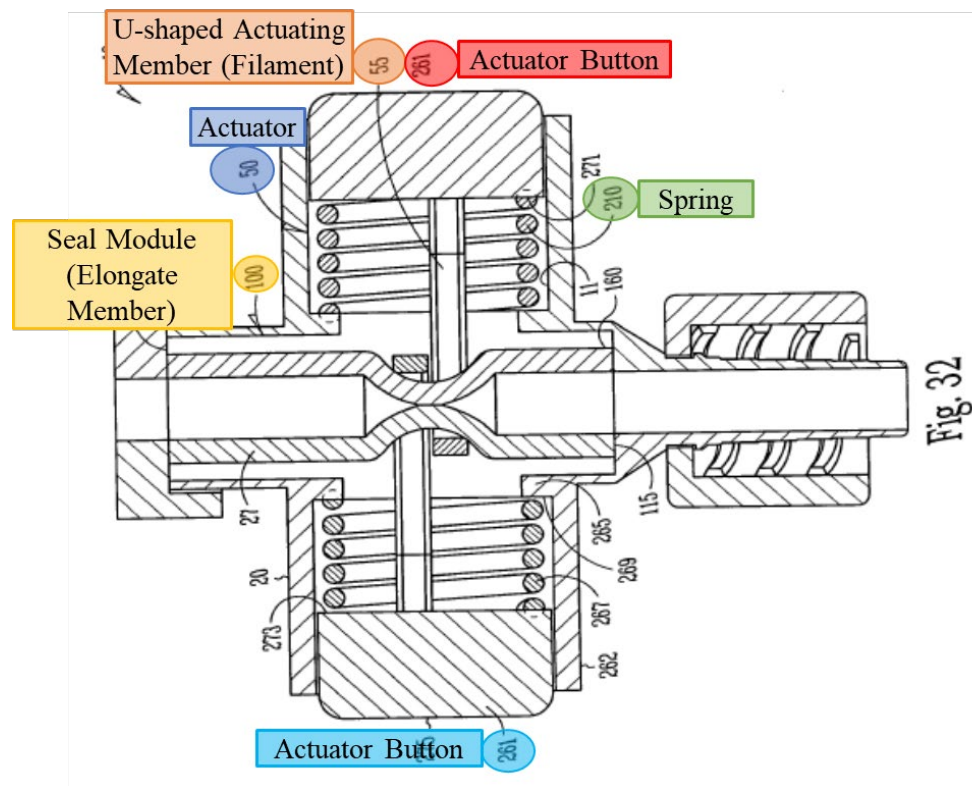 U-shaped Actuating
Member (Filament)
55
261
Actuator Button
Actuator
50
271
210
Spring
Seal Module
(Elongate
Member)
100
11
160
Fig. 32
27
115
265
20
269
267
273
262
Actuator Button
261